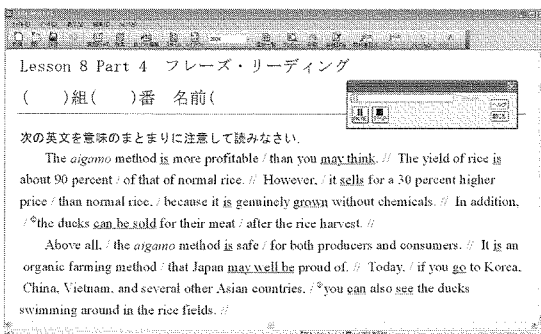 Lesson 8 Part 4 フレーズ・リーディング
( )組( )番 名前(
次の英文を意味のまとまりに注意して読みなさい.
The aigamo method is more profitable / than you may think. // The yield of rice is
about 90 percent / of that of normal rice. // However, / it sells for a 30 percent higher
price / than normal rice, / because it is genuinely grown without chemicals. // In addition,
/ the ducks can be sold for their meat / after the rice harvest. //
Above all, / the aigamo method is safe / for both producers and consumers. // It is an
organic farming method / that Japan may well be proud of. // Today, / if you go to Korea,
China, Vietnam, and several other Asian countries, / you can also see the ducks
swimming around in the rice fields. //